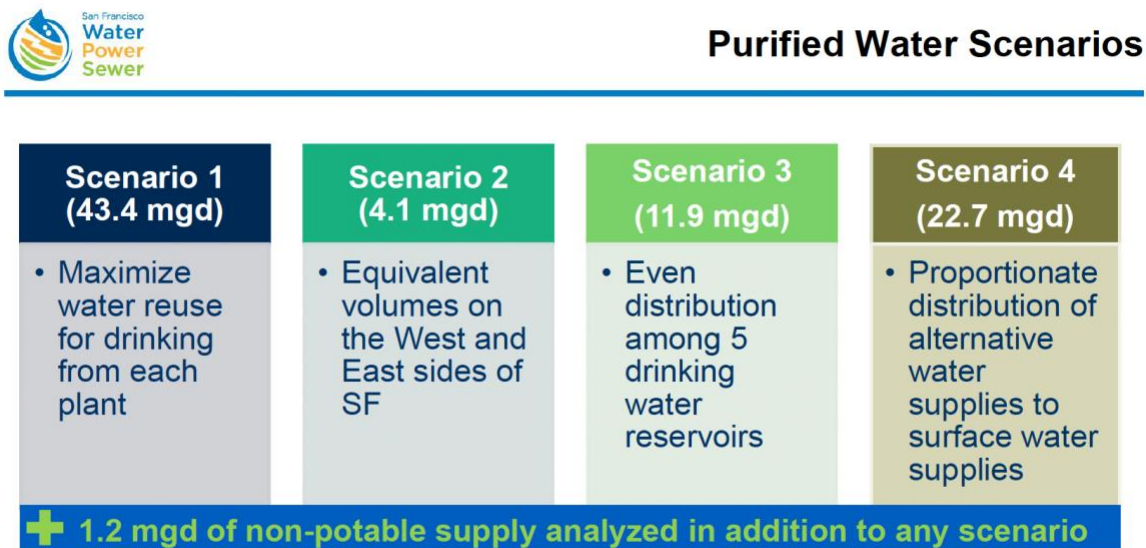 San Francisco
Water
Power
Sewer
Purified Water Scenarios
Scenario 1
(43.4 mgd)
• Maximize
water reuse
for drinking
from each
plant
Scenario 2
(4.1 mgd)
• Equivalent
volumes on
the West and
East sides of
SF
Scenario 3
(11.9 mgd)
• Even
distribution
among 5
drinking
water
reservoirs
Scenario 4
(22.7 mgd)
• Proportionate
distribution of
alternative
water
supplies to
surface water
supplies
+ 1.2 mgd of non-potable supply analyzed in addition to any scenario